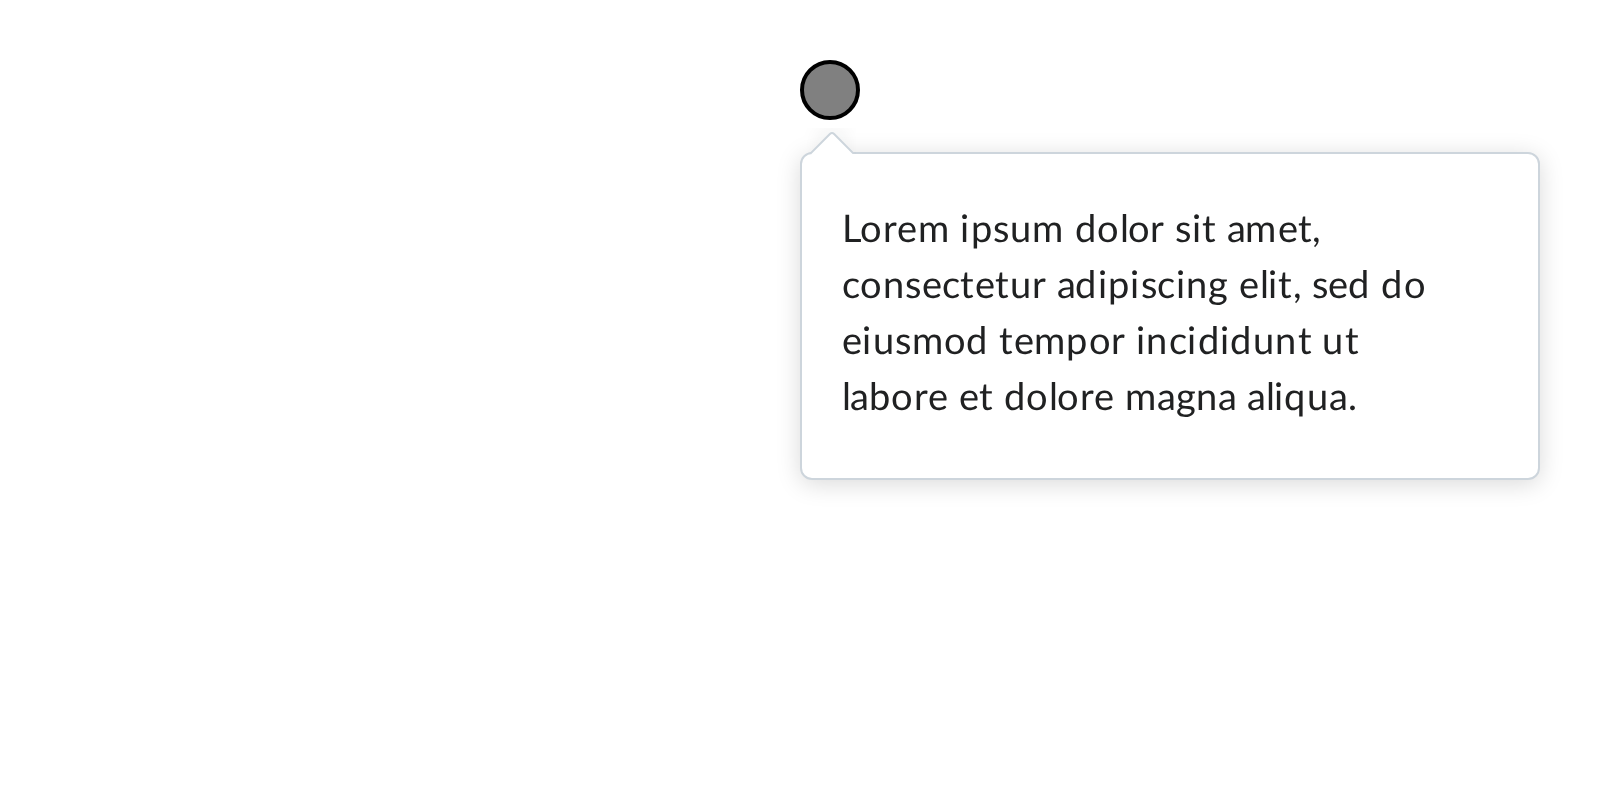 Lorem ipsum dolor sit amet,
consectetur adipiscing elit, sed do
eiusmod tempor incididunt ut
labore et dolore magna aliqua.